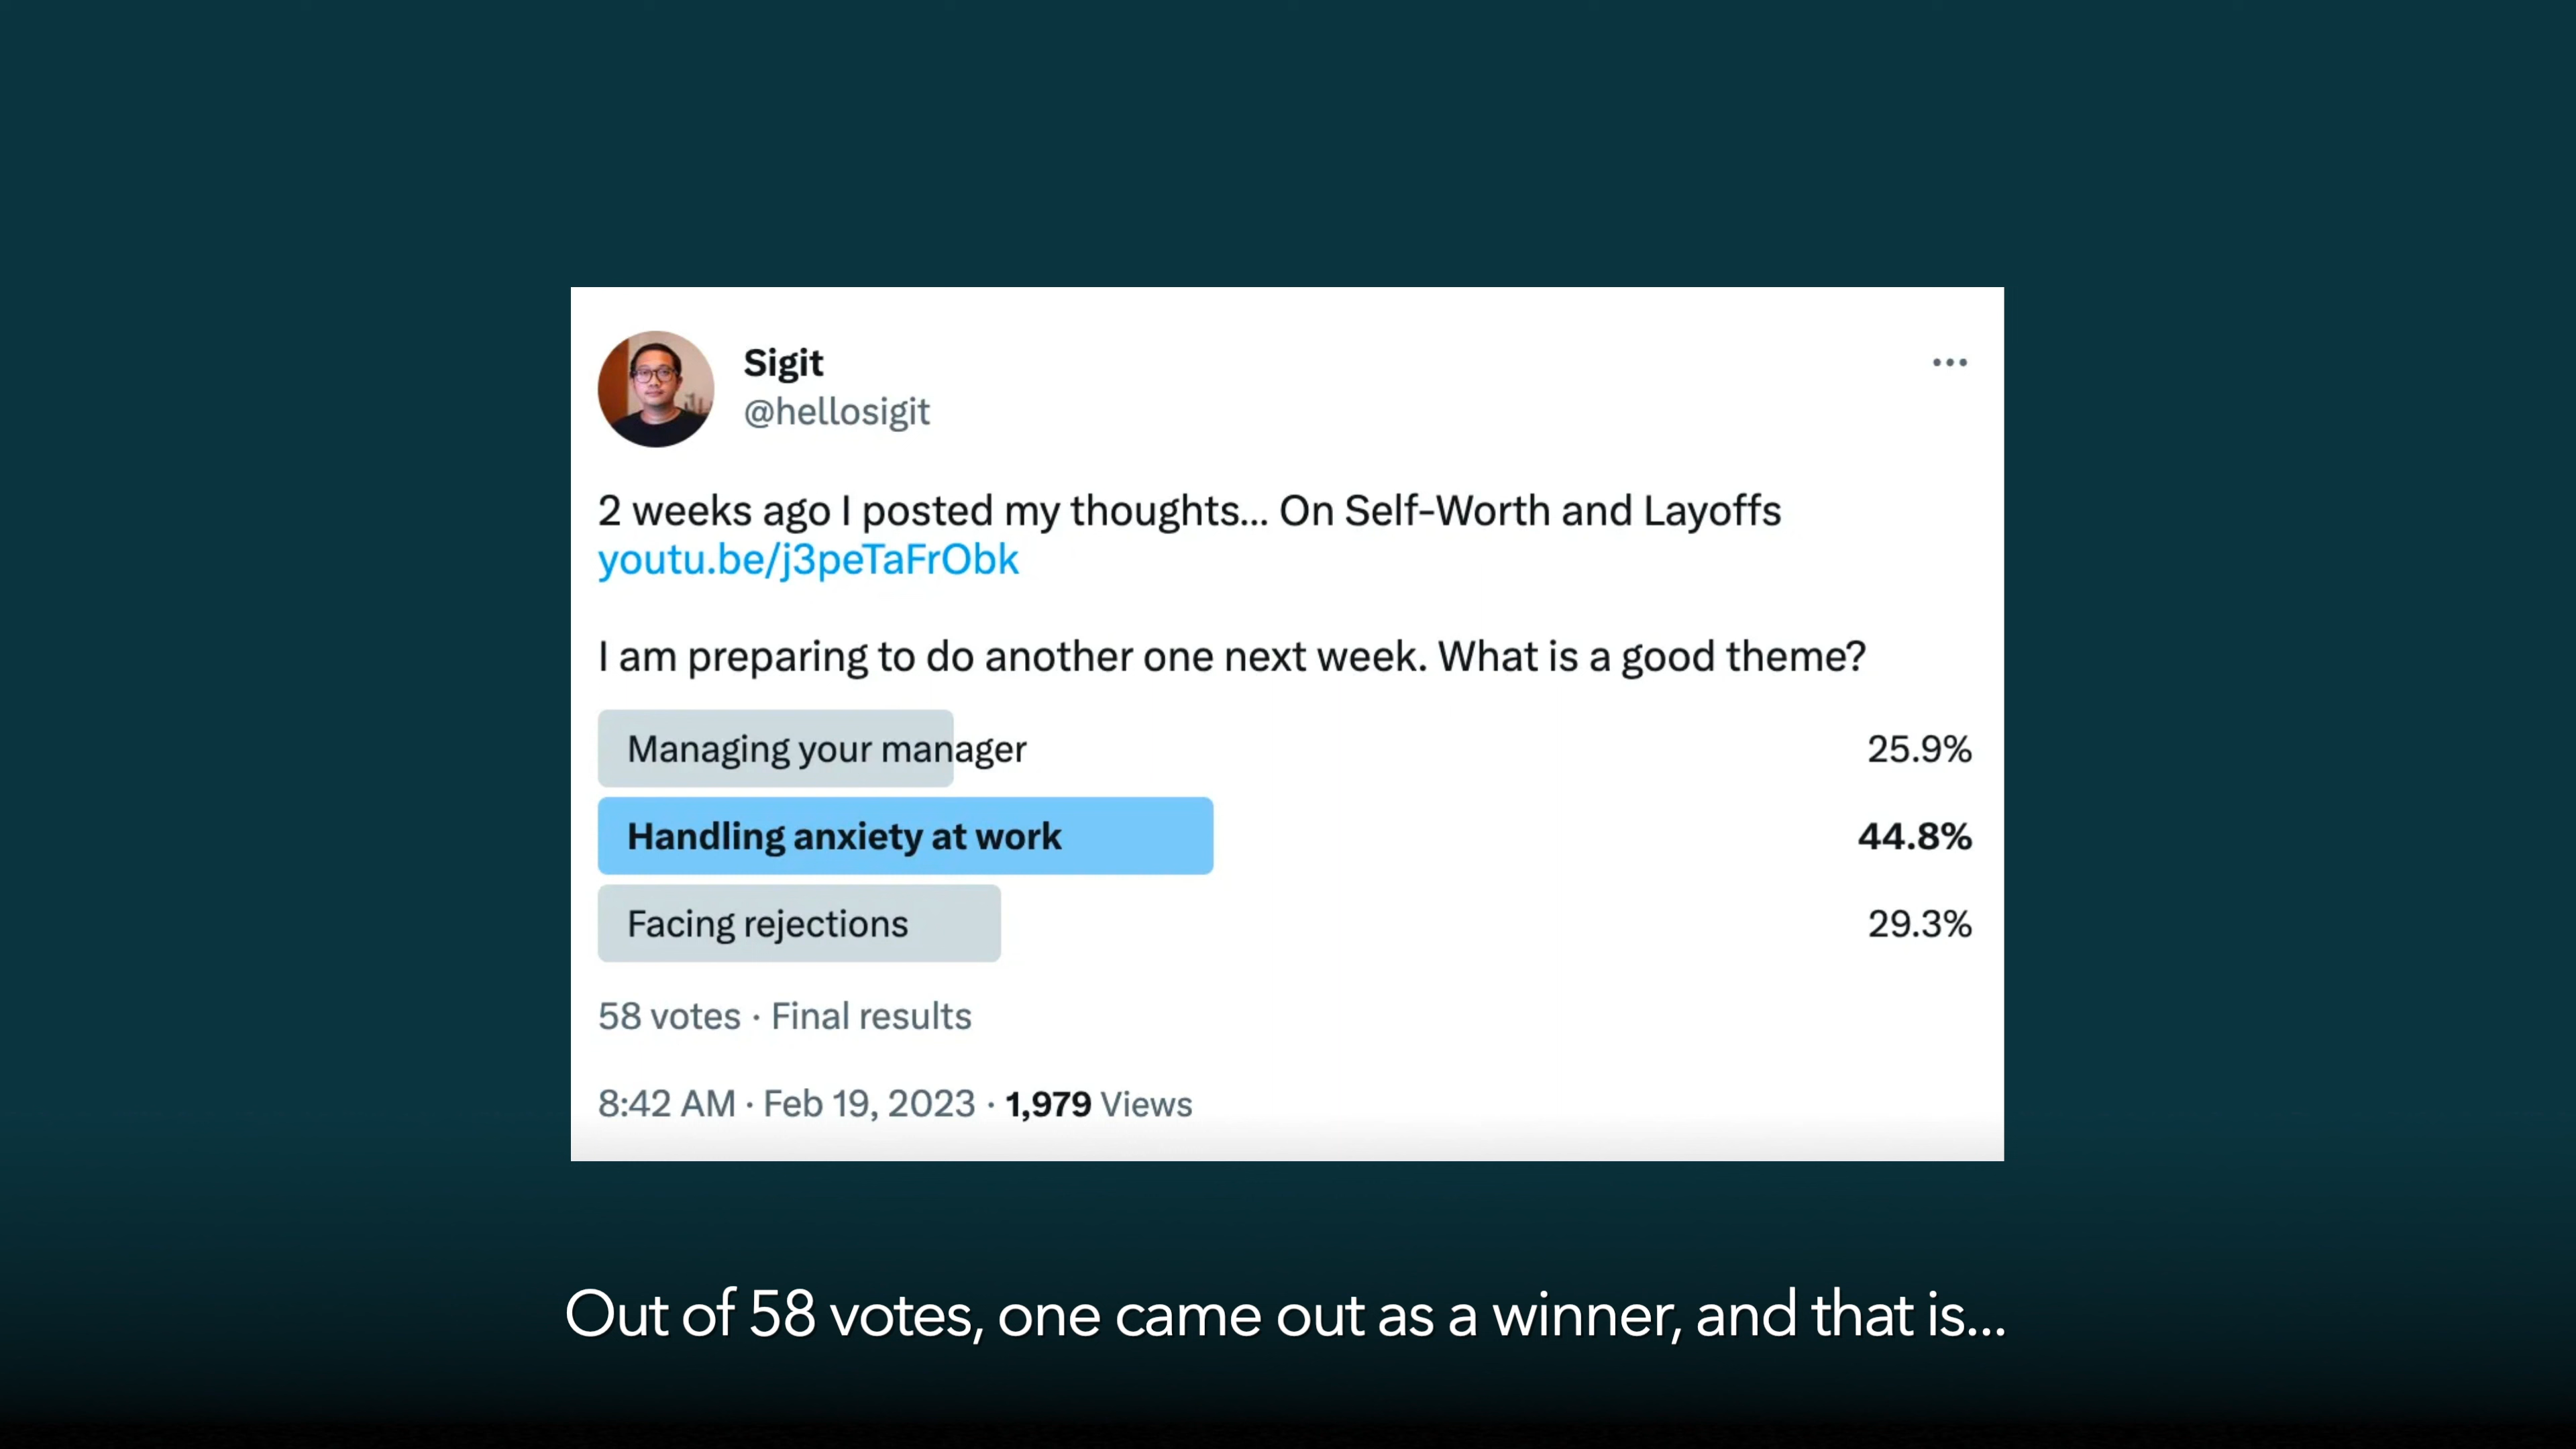 Sigit
@hellosigit
2 weeks ago I posted my thoughts... On Self-Worth and Layoffs
youtu.be/j3peTaFrObk
I am preparing to do another one next week. What is a good theme?
Managing your manager 25.9%
Handling anxiety at work 44.8%
Facing rejections 29.3%
58 votes · Final results
8:42 AM · Feb 19, 2023 · 1,979 Views
Out of 58 votes, one came out as a winner, and that is...